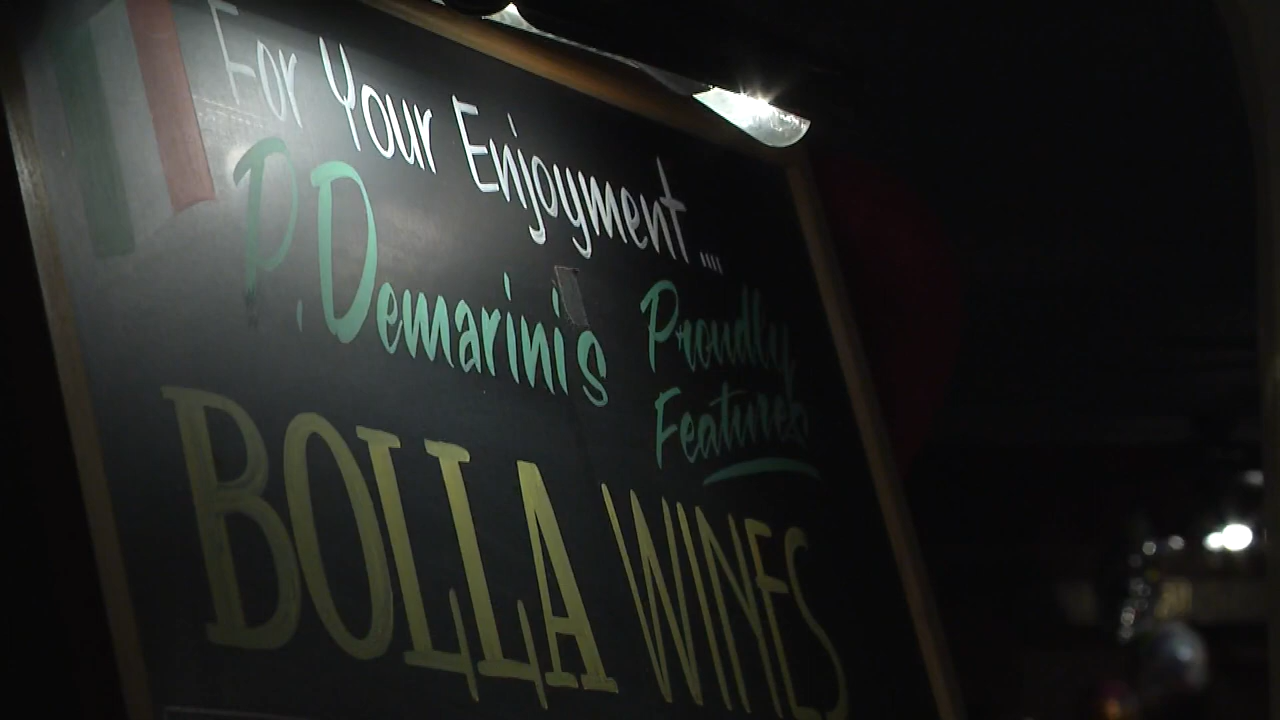 For Your Enjoyment ....
P.Demarini's
Proudly
Features
BOLLA WINES